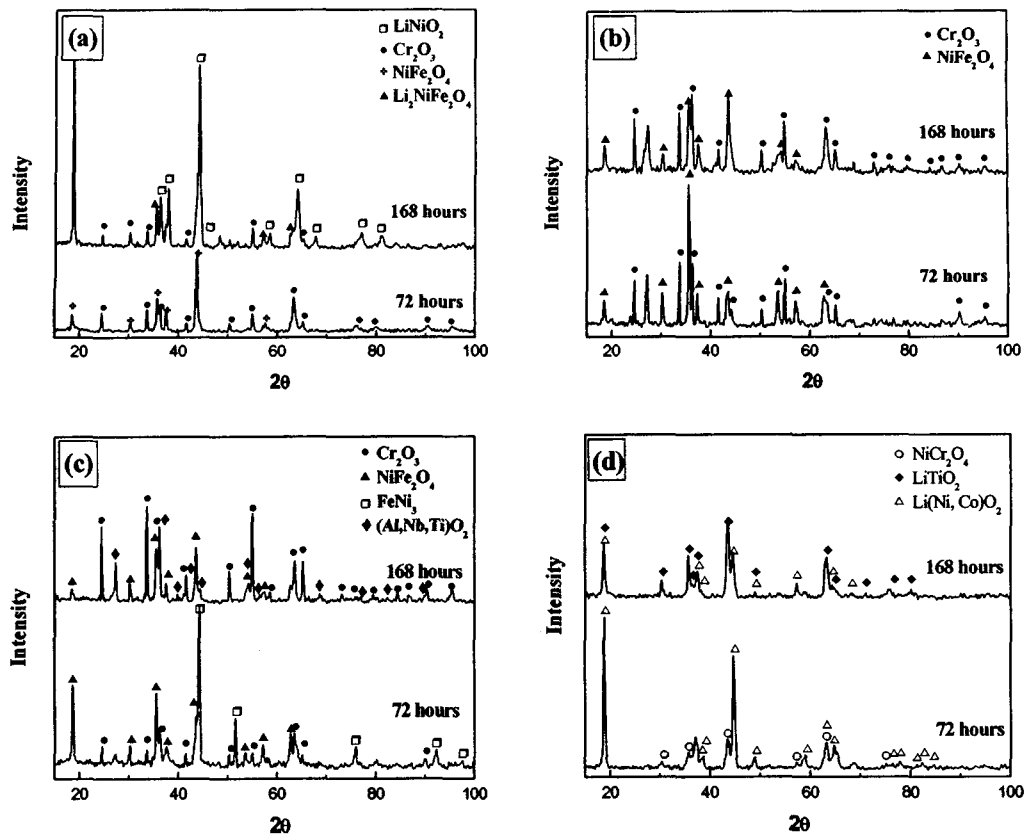 (a)
□ LiNiO₂
• Cr₂O₃
+ NiFe₂O₄
▲ Li₂NiFe₂O₄
168 hours
72 hours
Intensity
20 40 60 80 100
2θ
(b)
• Cr₂O₃
▲ NiFe₂O₄
168 hours
72 hours
Intensity
20 40 60 80 100
2θ
(c)
• Cr₂O₃
▲ NiFe₂O₄
□ FeNi₃
♦ (Al,Nb,Ti)O₂
168 hours
72 hours
Intensity
20 40 60 80 100
2θ
(d)
○ NiCr₂O₄
◆ LiTiO₂
△ Li(Ni, Co)O₂
168 hours
72 hours
Intensity
20 40 60 80 100
2θ